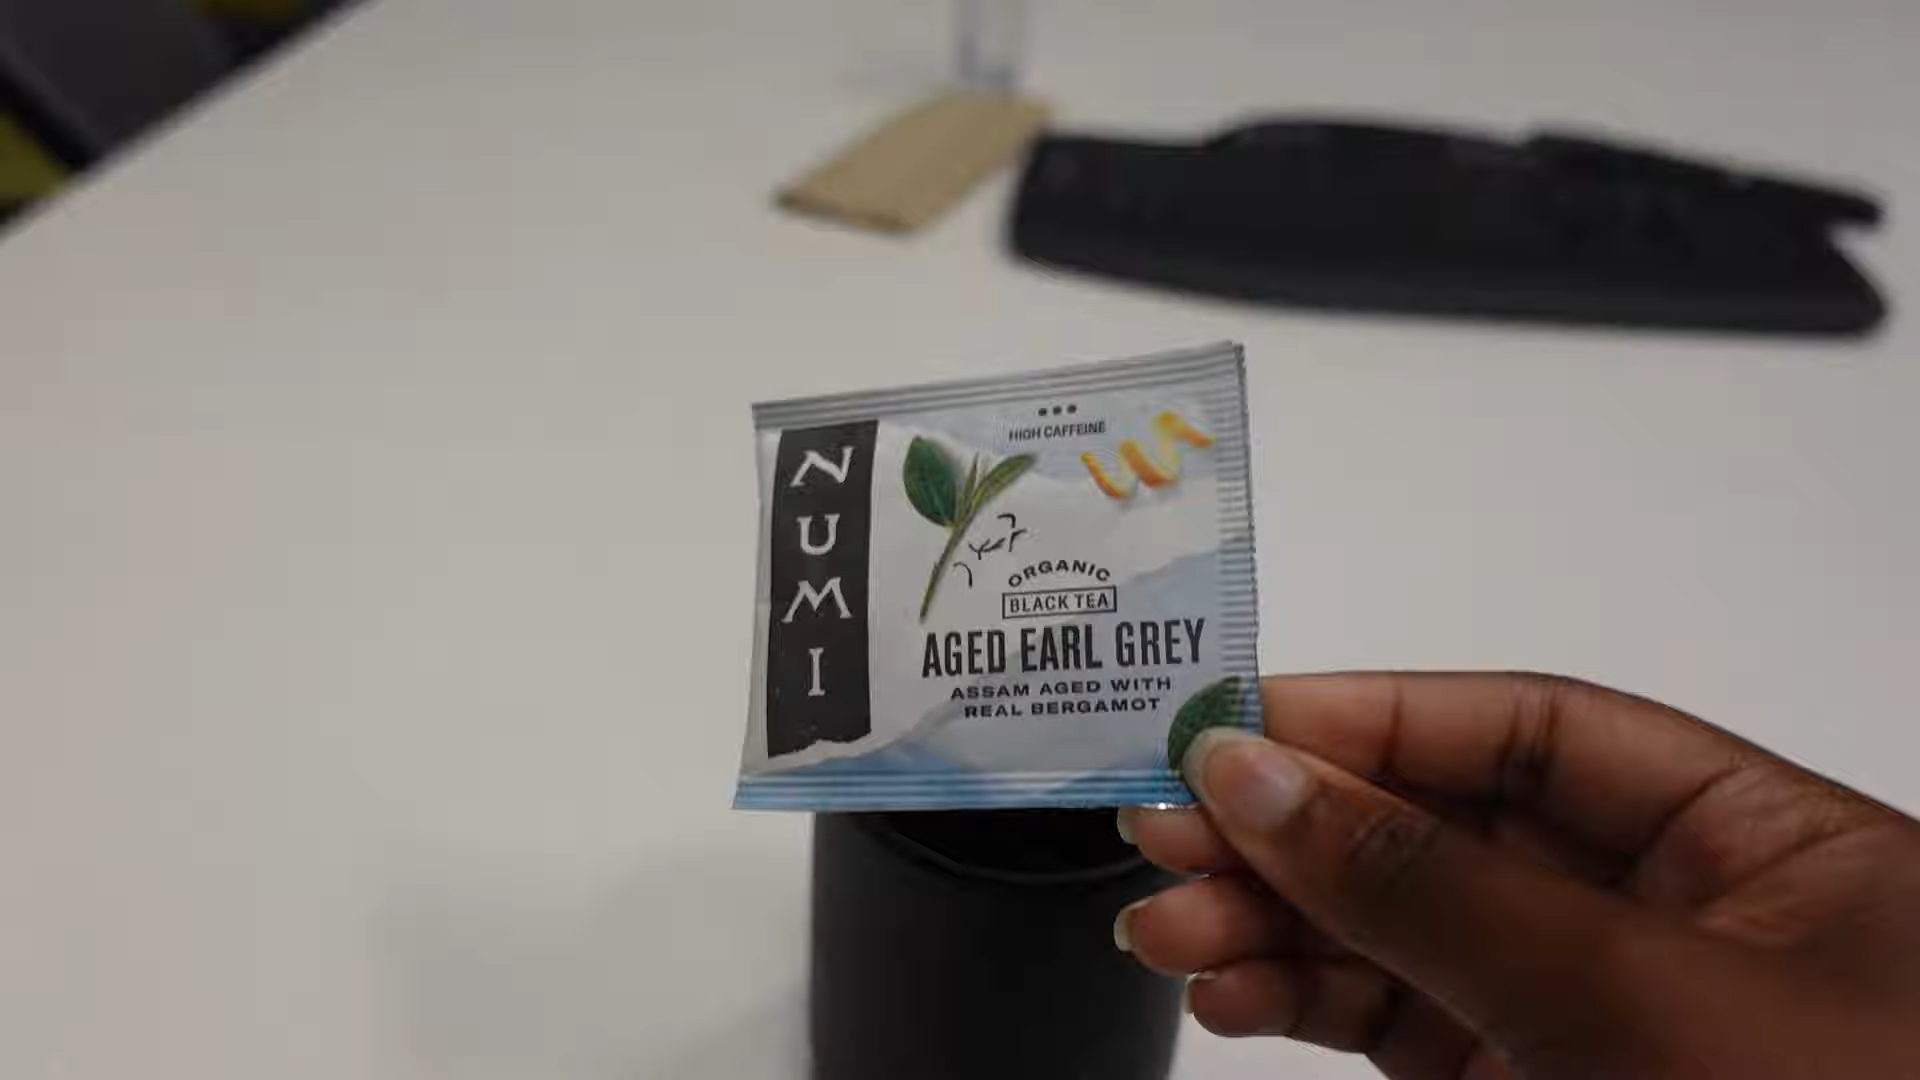 NUMI
HIGH CAFFEINE
ORGANIC
BLACK TEA
AGED EARL GREY
ASSAM AGED WITH
REAL BERGAMOT